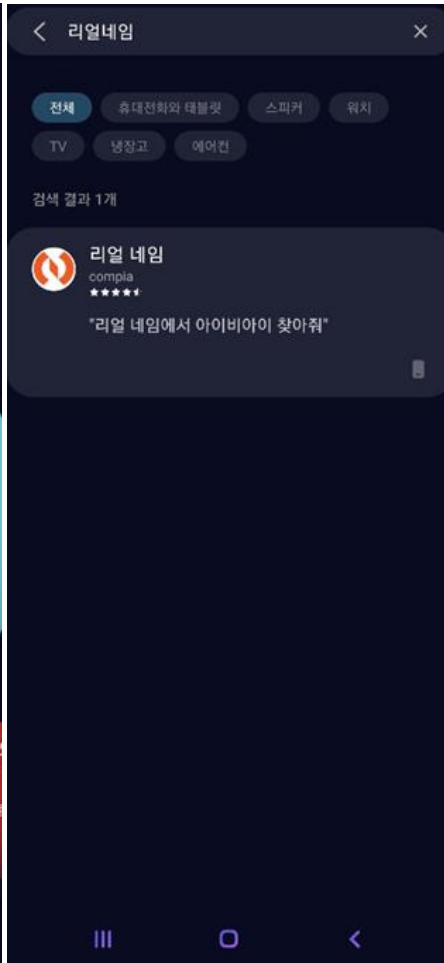 리얼네임
전체 휴대전화와 태블릿 스피커 워치
TV 냉장고 에어컨
검색 결과 1개
리얼 네임
compia
"리얼 네임에서 아이비아이 찾아줘"